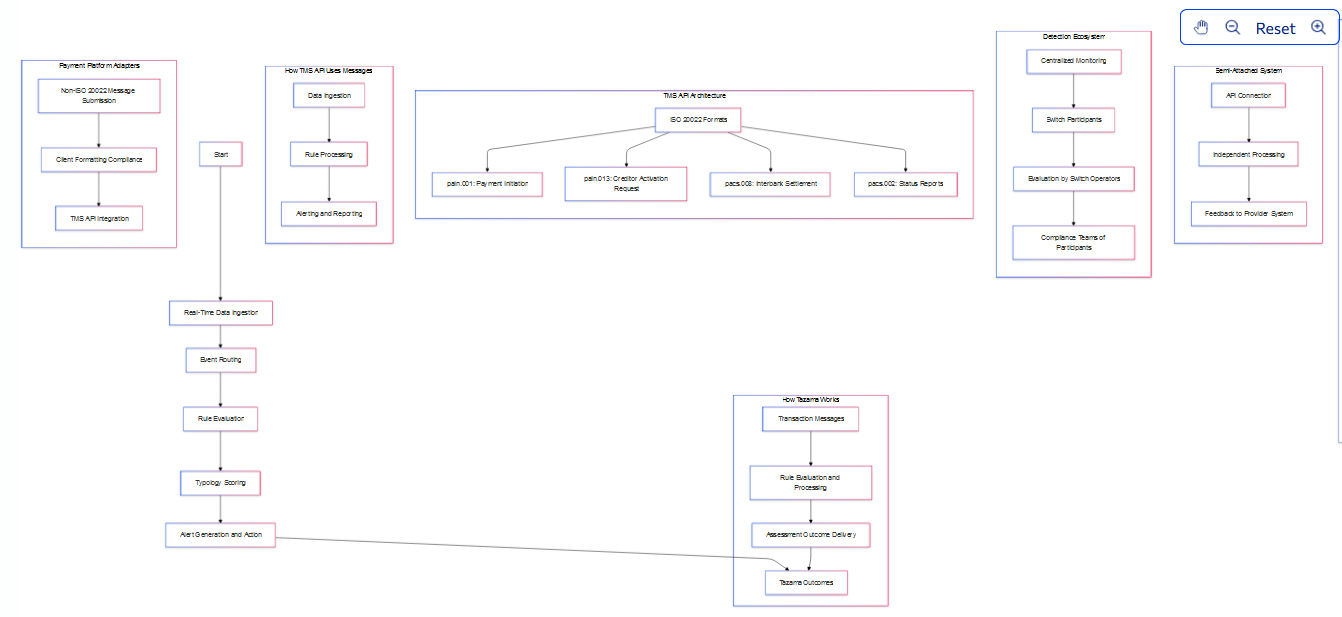 Reset
Payment Platform Adapters
Non-ISO 20022 Message
Submission
Client Formatting Compliance
TMS API Integration
Start
Real-Time Data Ingestion
Event Routing
Rule Evaluation
Typology Scoring
Alert Generation and Action
How TMS API Uses Messages
Data Ingestion
Rule Processing
Alerting and Reporting
TMS API Architecture
ISO 20022 Formats
pain.001: Payment Initiation
pain.013: Creditor Activation
Request
pacs.008: Interbank Settlement
pacs.002: Status Reports
How Tazama Works
Transaction Messages
Rule Evaluation and
Processing
Assessment Outcome Delivery
Tazama Outcomes
Detection Ecosystem
Centralized Monitoring
Switch Participants
Evaluation by Switch Operators
Compliance Teams of
Participants
Semi-Attached System
API Connection
Independent Processing
Feedback to Provider System